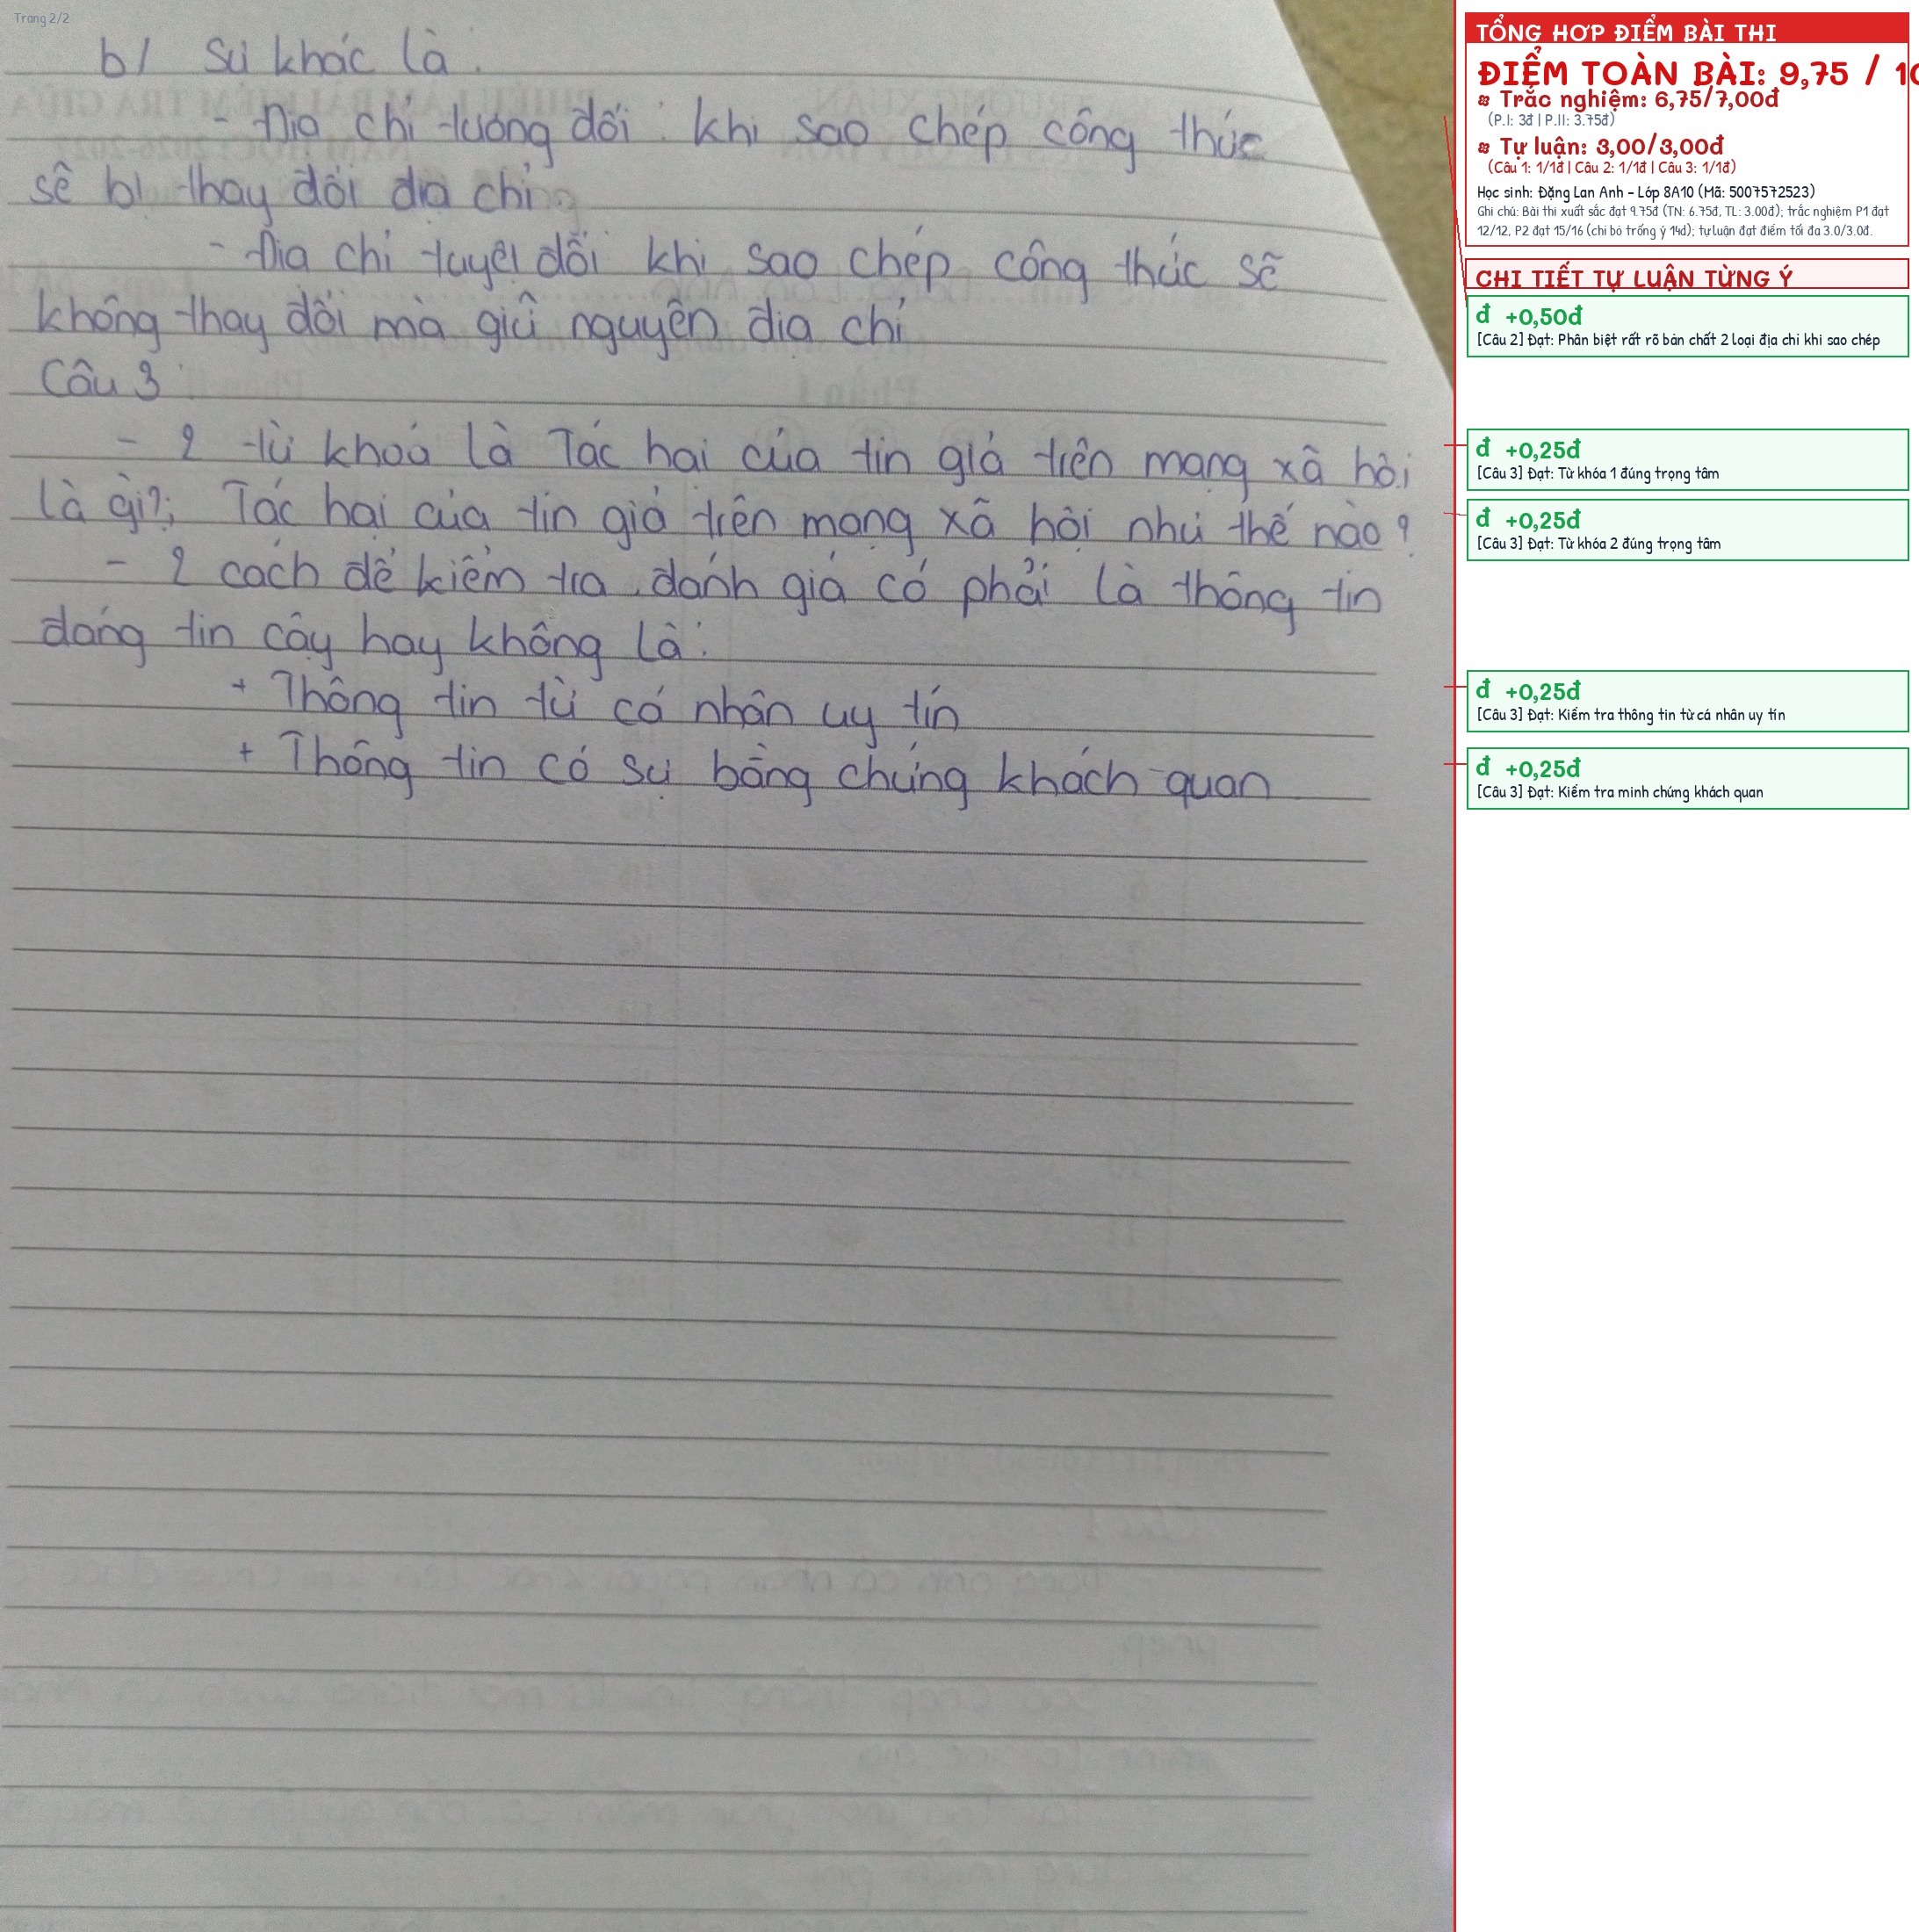 Trang 2/2
b/ Sự khác là:
- Địa chỉ tương đối: khi sao chép công thức
sẽ bị thay đổi địa chỉ
- Địa chỉ tuyệt đối khi sao chép công thức sẽ
không thay đổi mà giữ nguyên địa chỉ
Câu 3:
- 2 từ khoá là Tác hại của tin giả trên mạng xã hội
là gì?; Tác hại của tin giả trên mạng xã hội như thế nào?
- 2 cách để kiểm tra, đánh giá có phải là thông tin
đáng tin cậy hay không là:
+ Thông tin từ cá nhân uy tín
+ Thông tin có sự bằng chứng khách quan
TỔNG HỢP ĐIỂM BÀI THI
ĐIỂM TOÀN BÀI: 9,75 / 10
Trắc nghiệm: 6,75/7,00đ
(P.I: 3đ | P.II: 3.75đ)
Tự luận: 3,00/3,00đ
(Câu 1: 1/1đ | Câu 2: 1/1đ | Câu 3: 1/1đ)
Học sinh: Đặng Lan Anh - Lớp 8A10 (Mã: 5007572523)
Ghi chú: Bài thi xuất sắc đạt 9.75đ (TN: 6.75đ, TL: 3.00đ); trắc nghiệm P1 đạt
12/12, P2 đạt 15/16 (chỉ bỏ trống ý 14d); tự luận đạt điểm tối đa 3.0/3.0đ.
CHI TIẾT TỰ LUẬN TỪNG Ý
đ +0,50đ
[Câu 2] Đạt: Phân biệt rất rõ bản chất 2 loại địa chỉ khi sao chép
đ +0,25đ
[Câu 3] Đạt: Từ khóa 1 đúng trọng tâm
đ +0,25đ
[Câu 3] Đạt: Từ khóa 2 đúng trọng tâm
đ +0,25đ
[Câu 3] Đạt: Kiểm tra thông tin từ cá nhân uy tín
đ +0,25đ
[Câu 3] Đạt: Kiểm tra minh chứng khách quan